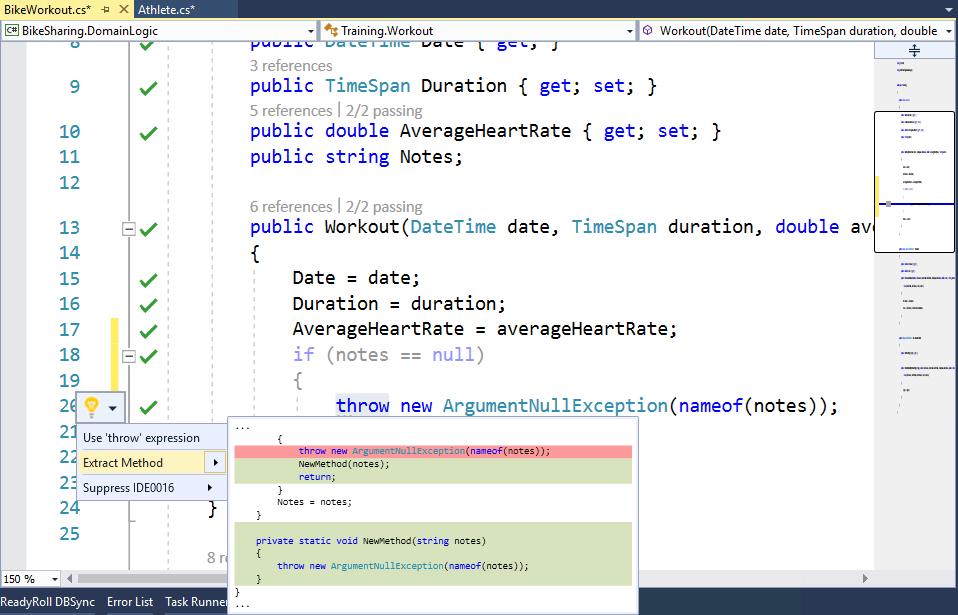 BikeWorkout.cs* Athlete.cs*
BikeSharing.DomainLogic Training.Workout Workout(DateTime date, TimeSpan duration, double
8 public DateTime Date { get; }
3 references
9 public TimeSpan Duration { get; set; }
5 references | 2/2 passing
10 public double AverageHeartRate { get; set; }
11 public string Notes;
12
6 references | 2/2 passing
13 public Workout(DateTime date, TimeSpan duration, double ave
14 {
15 Date = date;
16 Duration = duration;
17 AverageHeartRate = averageHeartRate;
18 if (notes == null)
19 {
20 throw new ArgumentNullException(nameof(notes));
21
22
23
24 }
25
8 re
Use 'throw' expression
Extract Method
Suppress IDE0016
...
{
throw new ArgumentNullException(nameof(notes));
NewMethod(notes);
return;
}
Notes = notes;
}
private static void NewMethod(string notes)
{
throw new ArgumentNullException(nameof(notes));
}
}
...
150 %
ReadyRoll DBSync Error List Task Runner